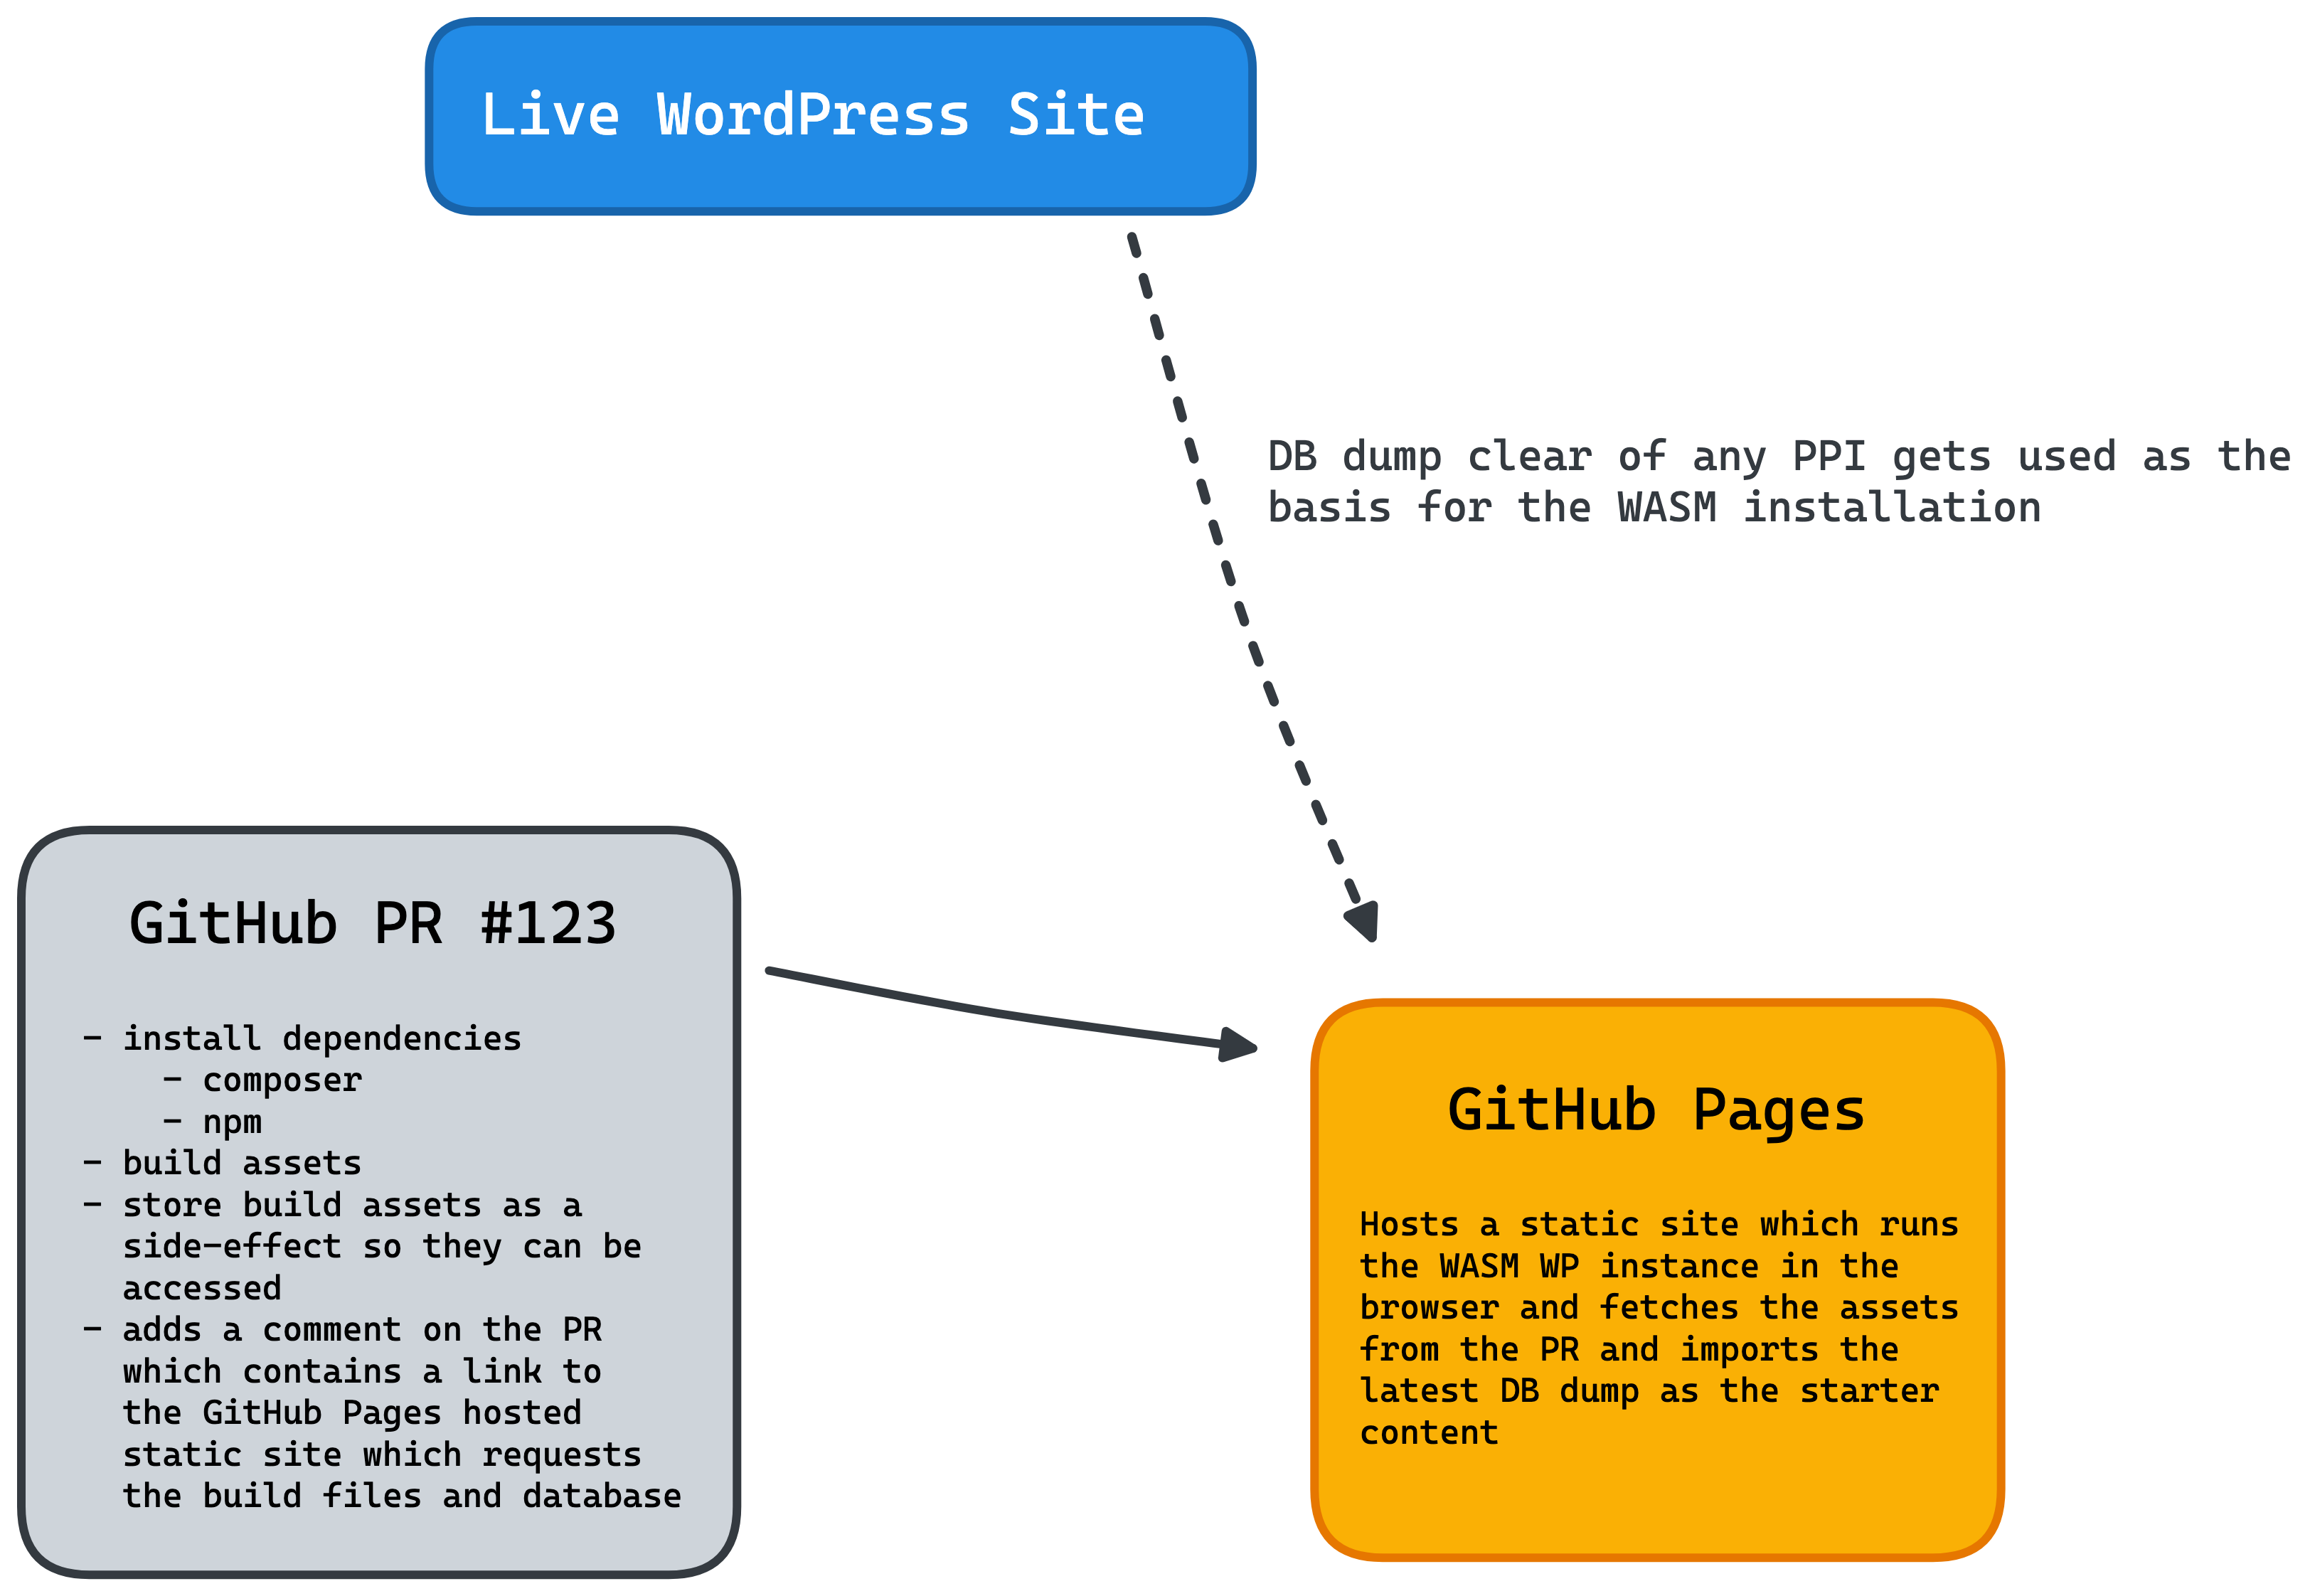 Live WordPress Site
DB dump clear of any PPI gets used as the
basis for the WASM installation
GitHub PR #123
- install dependencies
- composer
- npm
- build assets
- store build assets as a
side-effect so they can be
accessed
- adds a comment on the PR
which contains a link to
the GitHub Pages hosted
static site which requests
the build files and database
GitHub Pages
Hosts a static site which runs
the WASM WP instance in the
browser and fetches the assets
from the PR and imports the
latest DB dump as the starter
content